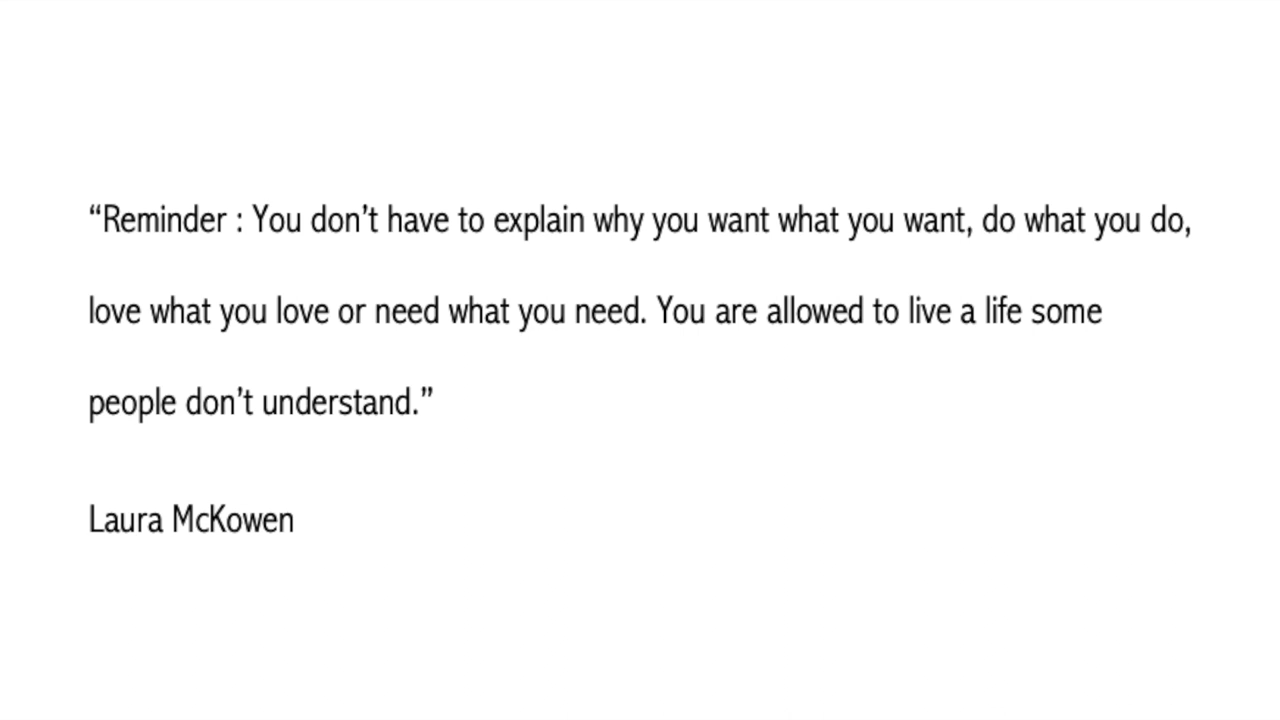 “Reminder : You don’t have to explain why you want what you want, do what you do,
love what you love or need what you need. You are allowed to live a life some
people don’t understand.”
Laura McKowen